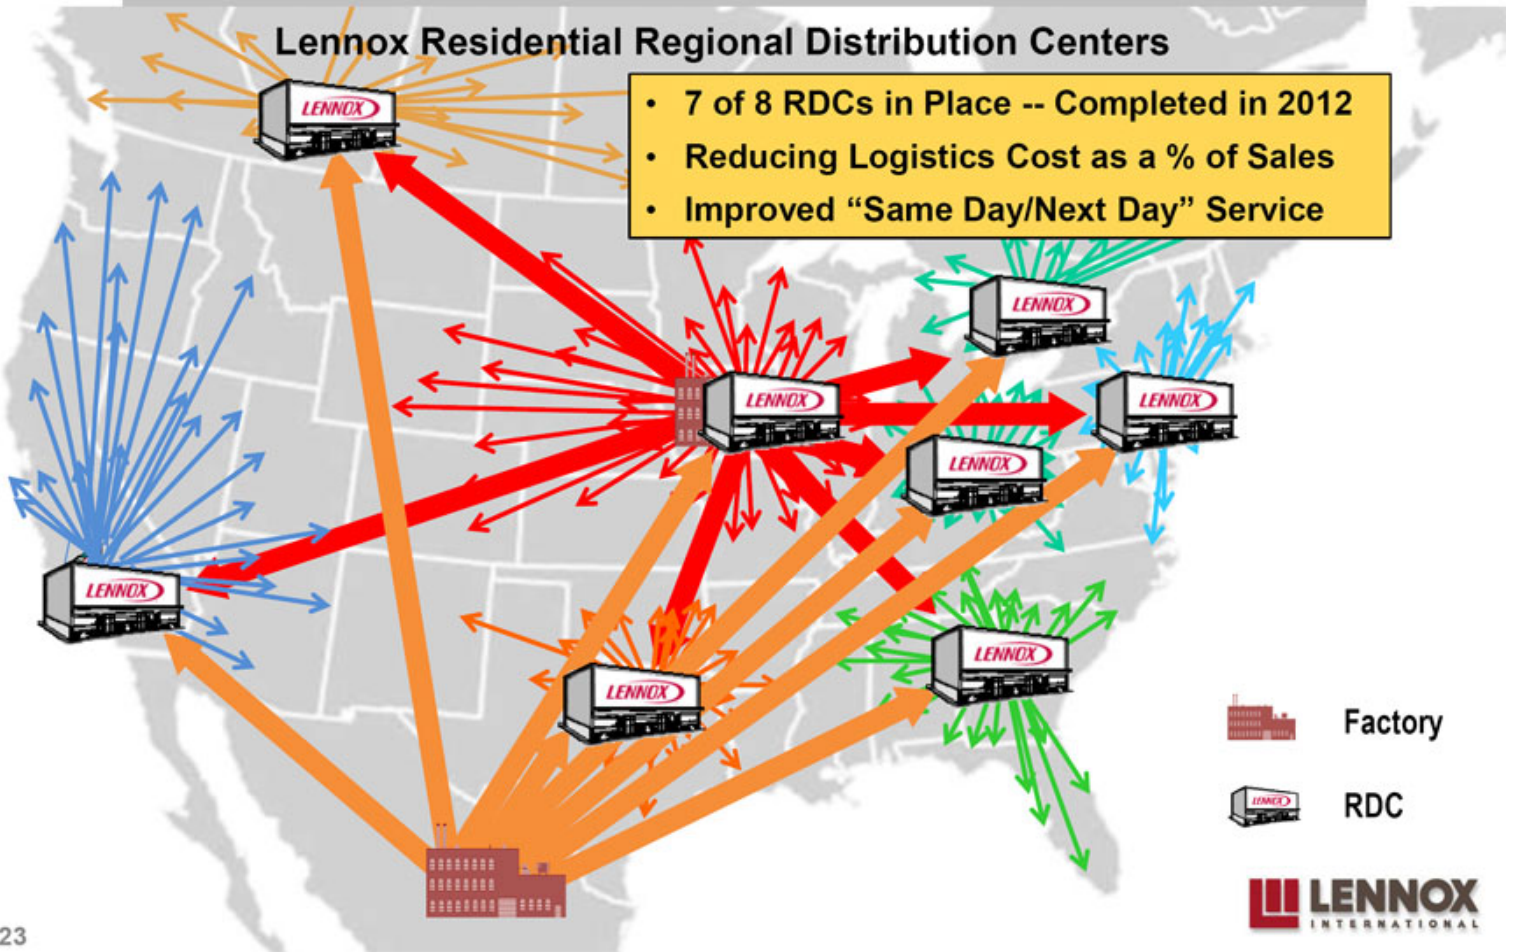 Lennox Residential Regional Distribution Centers
• 7 of 8 RDCs in Place -- Completed in 2012
• Reducing Logistics Cost as a % of Sales
• Improved “Same Day/Next Day” Service
LENNOX
LENNOX
LENNOX
LENNOX
LENNOX
LENNOX
LENNOX
LENNOX
Factory
LENNOX
RDC
LENNOX
INTERNATIONAL
23